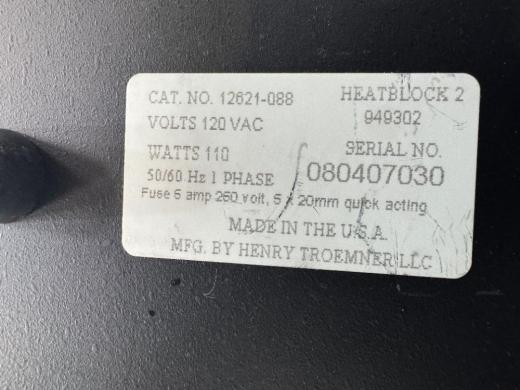 CAT. NO. 12621-088 HEATBLOCK 2
VOLTS 120 VAC 949302
WATTS 110 SERIAL NO.
50/60 Hz 1 PHASE 080407030
Fuse 5 amp 250 volt, 5 X 20mm quick acting
MADE IN THE U.S.A.
MFG. BY HENRY TROEMNER LLC